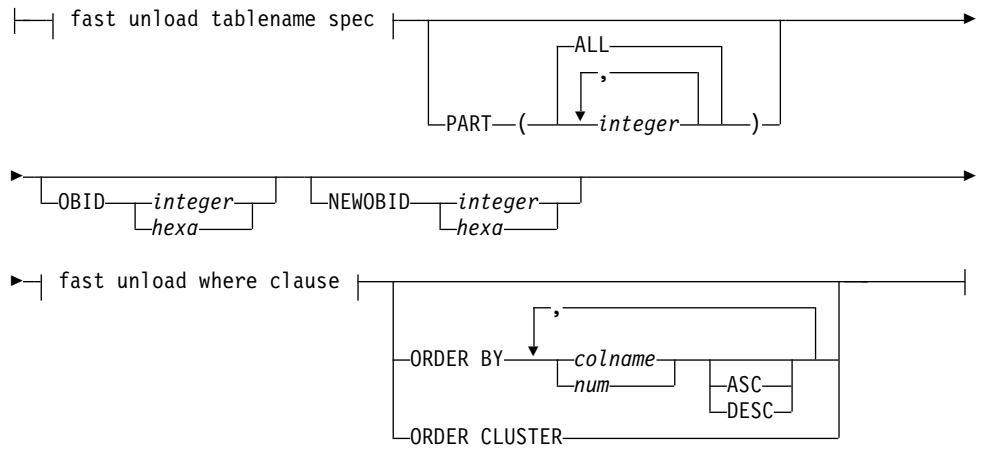 fast unload tablename spec
ALL
,
PART ( integer )
OBID integer NEWOBID integer
hexa hexa
fast unload where clause
,
ORDER BY colname
num ASC
DESC
ORDER CLUSTER